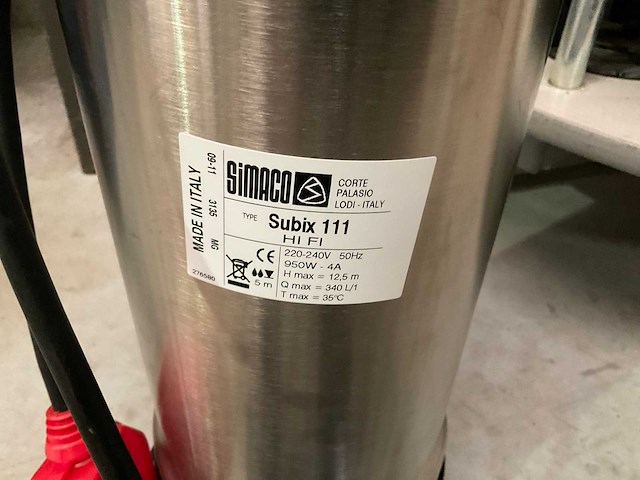 MADE IN ITALY
09-11 3135 MG
276580
SIMACO
CORTE
PALASIO
LODI - ITALY
TYPE Subix 111
HI FI
CE
220-240V 50Hz
950W - 4A
H max = 12,5 m
5 m
Q max = 340 L/1
T max = 35°C